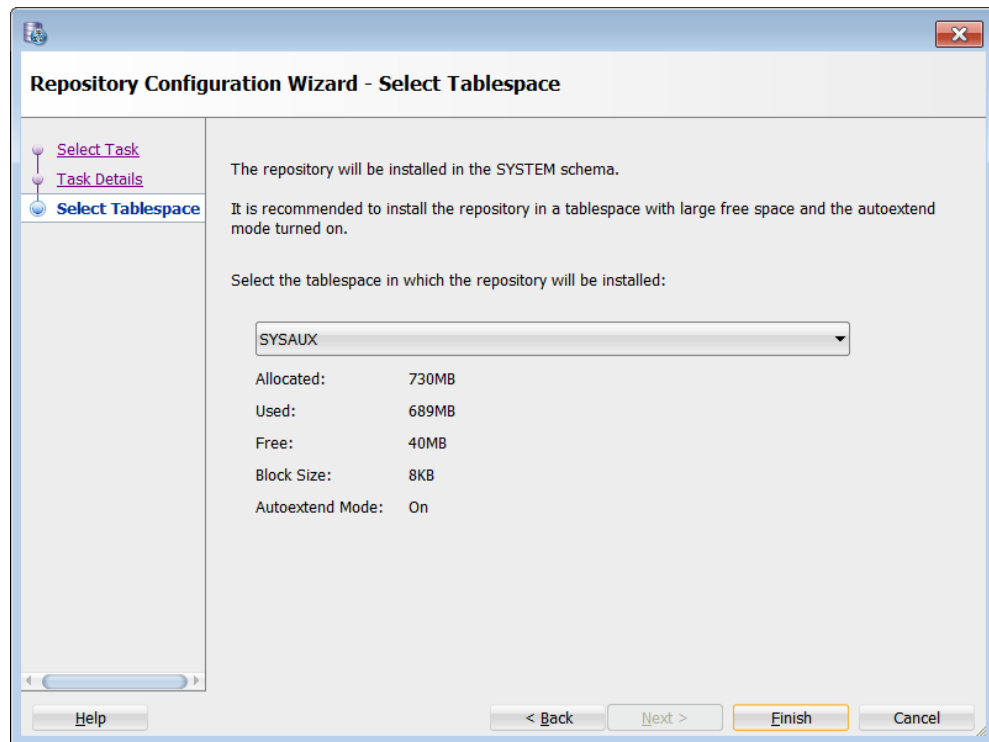 Repository Configuration Wizard - Select Tablespace
Select Task
Task Details
Select Tablespace
The repository will be installed in the SYSTEM schema.
It is recommended to install the repository in a tablespace with large free space and the autoextend
mode turned on.
Select the tablespace in which the repository will be installed:
SYSAUX
Allocated: 730MB
Used: 689MB
Free: 40MB
Block Size: 8KB
Autoextend Mode: On
Help < Back Next > Finish Cancel